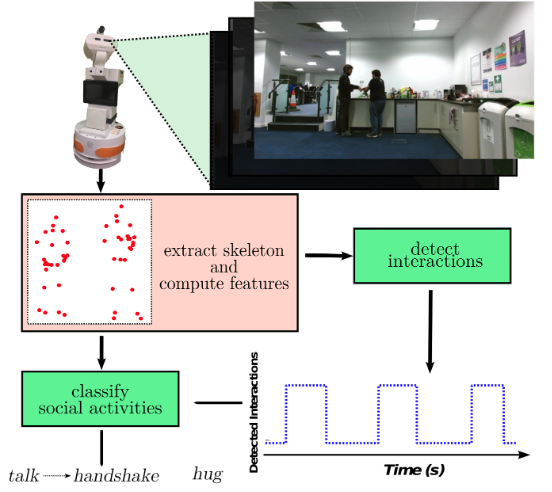 extract skeleton
and
compute features
detect
interactions
classify
social activities
Detected Interactions
Time (s)
talk handshake hug